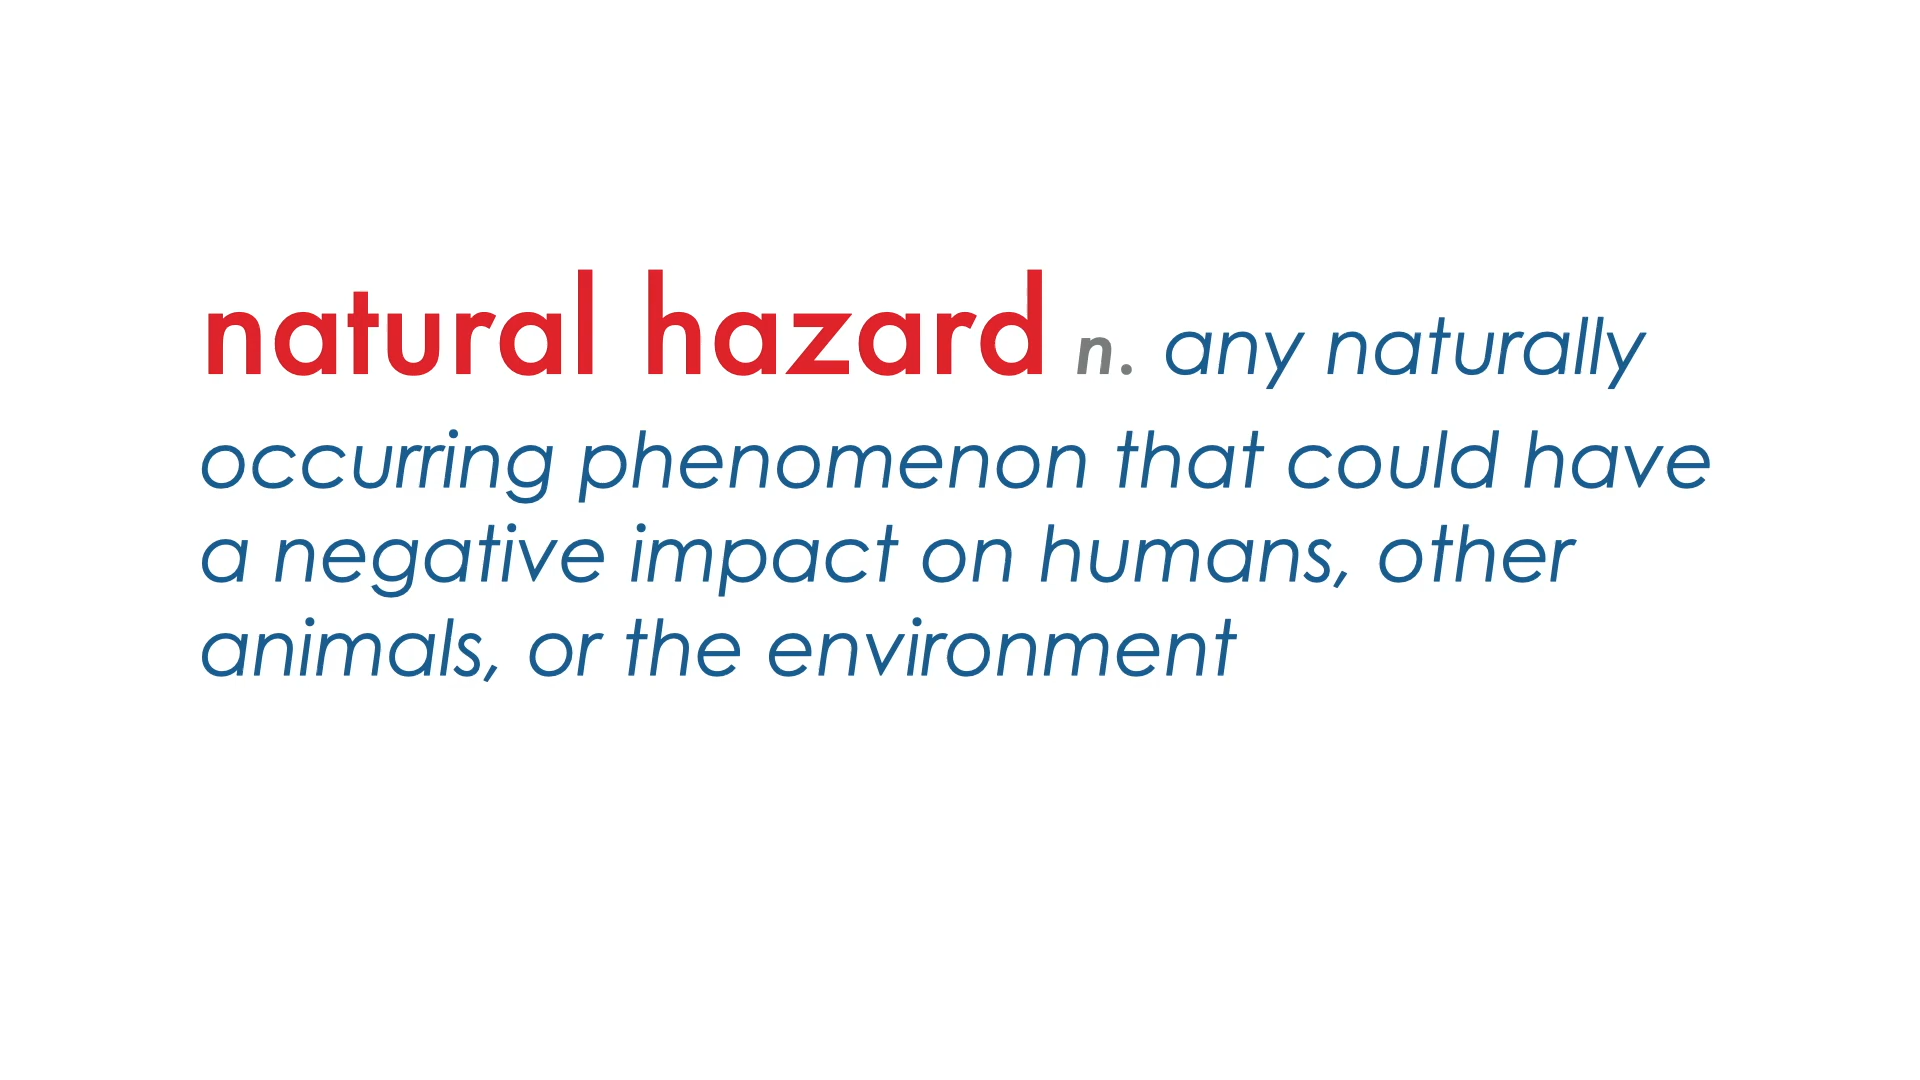 natural hazard n. any naturally
occurring phenomenon that could have
a negative impact on humans, other
animals, or the environment